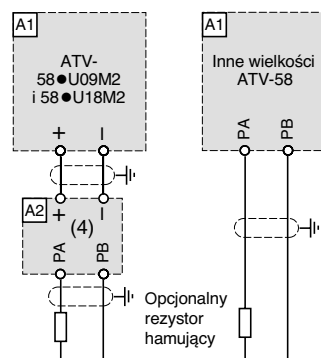 A1
ATV-
58●U09M2
i 58●U18M2
+ –
A2
+ –
(4)
PA PB
A1
Inne wielkości
ATV-58
PA PB
Opcjonalny
rezystor
hamujący